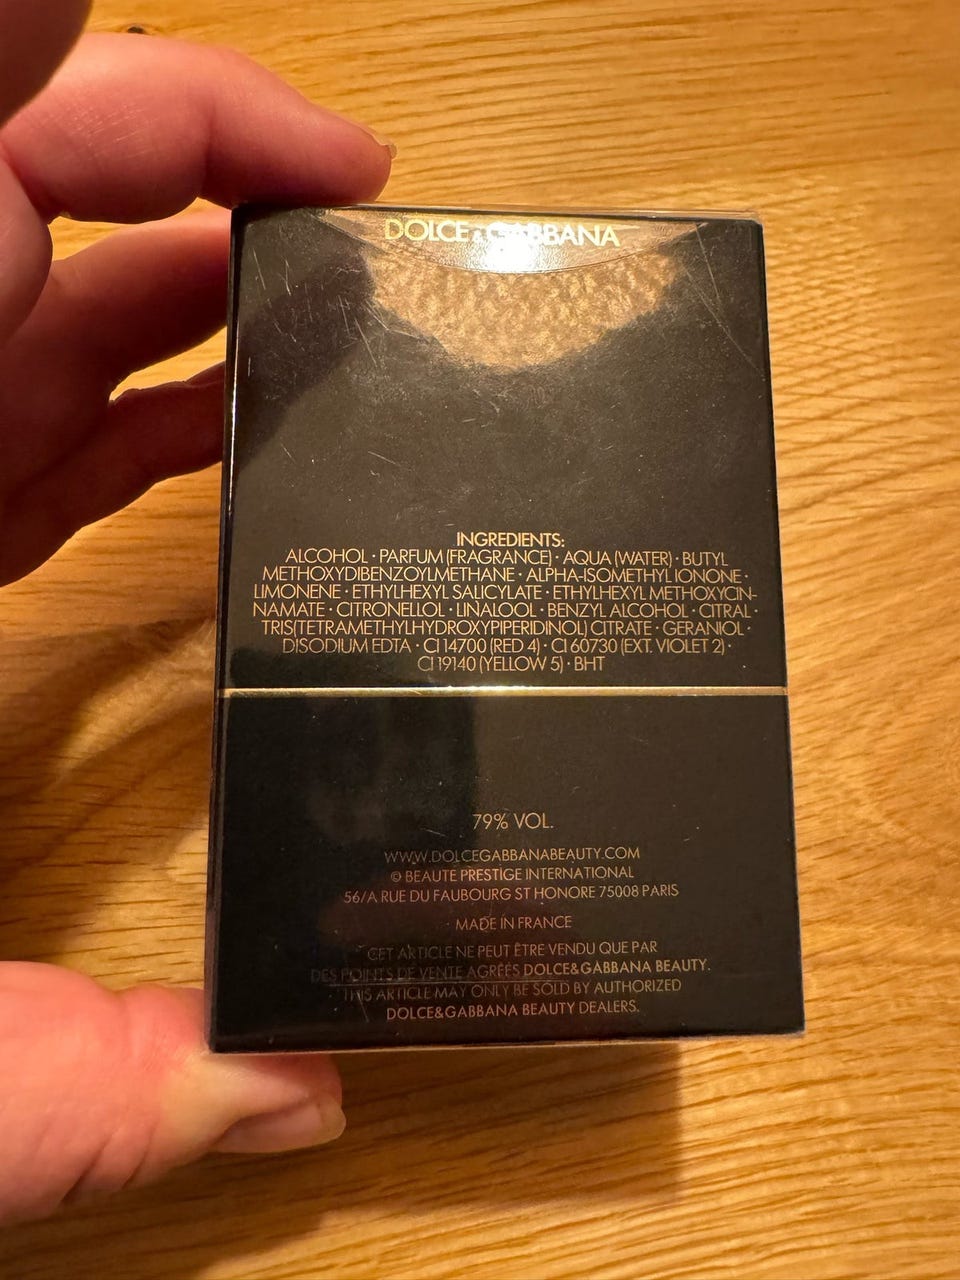 DOLCE & GABBANA
INGREDIENTS:
ALCOHOL · PARFUM (FRAGRANCE) · AQUA (WATER) · BUTYL
METHOXYDIBENZOYLMETHANE · ALPHA-ISOMETHYL IONONE ·
LIMONENE · ETHYLHEXYL SALICYLATE · ETHYLHEXYL METHOXYCIN-
NAMATE · CITRONELLOL · LINALOOL · BENZYL ALCOHOL · CITRAL ·
TRIS(TETRAMETHYLHYDROXYPIPERIDINOL) CITRATE · GERANIOL ·
DISODIUM EDTA · CI 14700 (RED 4) · CI 60730 (EXT. VIOLET 2) ·
CI 19140 (YELLOW 5) · BHT
79% VOL.
WWW.DOLCEGABBANABEAUTY.COM
© BEAUTÉ PRESTIGE INTERNATIONAL
56/A RUE DU FAUBOURG ST HONORE 75008 PARIS
· MADE IN FRANCE
CET ARTICLE NE PEUT ÊTRE VENDU QUE PAR
DES POINTS DE VENTE AGRÉÉS DOLCE&GABBANA BEAUTY.
THIS ARTICLE MAY ONLY BE SOLD BY AUTHORIZED
DOLCE&GABBANA BEAUTY DEALERS.